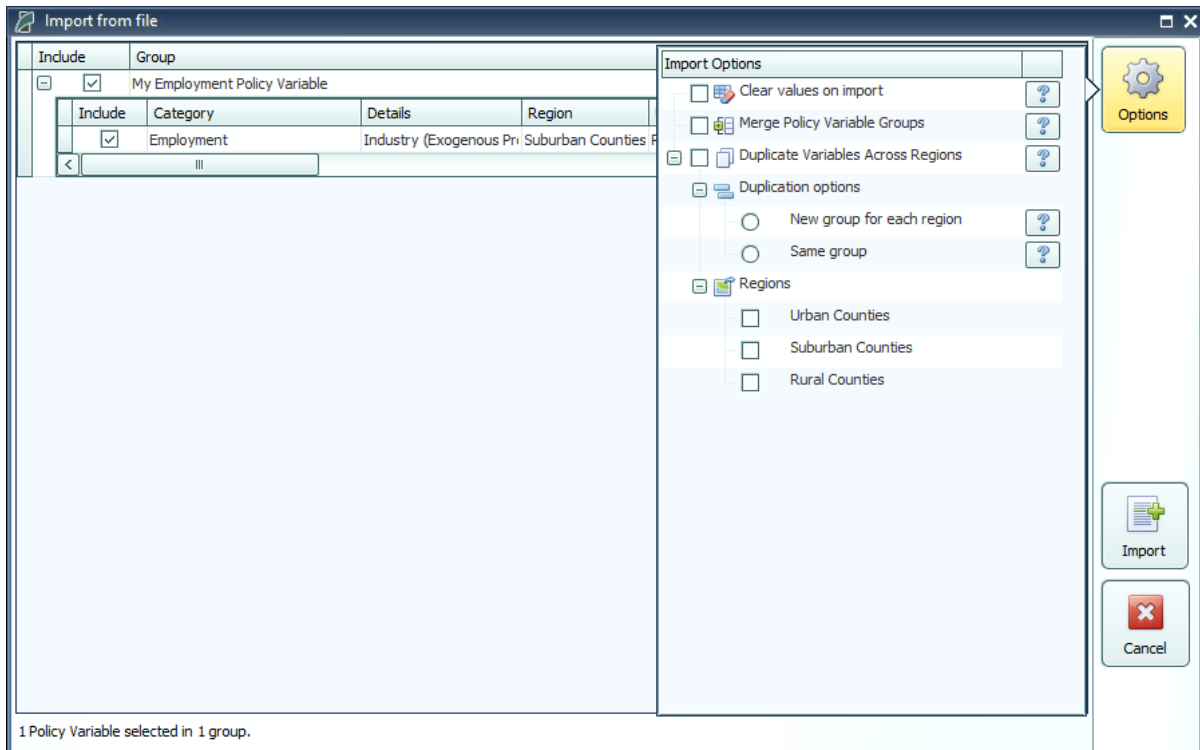 Import from file
Include Group
My Employment Policy Variable
Include Category Details Region
Employment Industry (Exogenous Pr Suburban Counties
Import Options
Clear values on import
Merge Policy Variable Groups
Duplicate Variables Across Regions
Duplication options
New group for each region
Same group
Regions
Urban Counties
Suburban Counties
Rural Counties
Options
Import
Cancel
1 Policy Variable selected in 1 group.